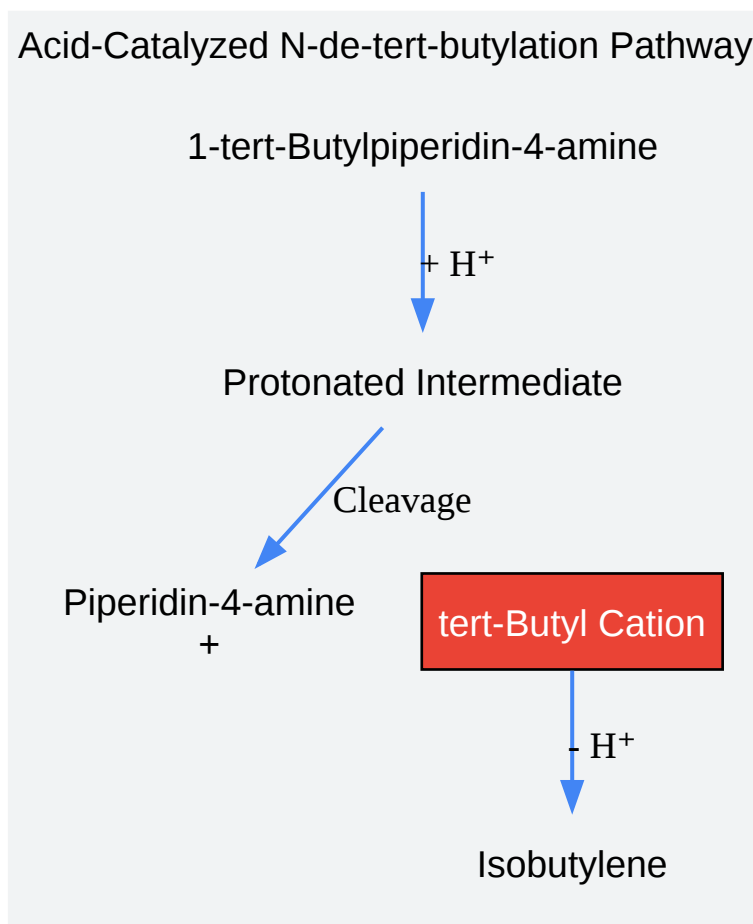 Acid-Catalyzed N-de-tert-butylation Pathway
1-tert-Butylpiperidin-4-amine
+ H⁺
Protonated Intermediate
Cleavage
Piperidin-4-amine
+
tert-Butyl Cation
- H⁺
Isobutylene